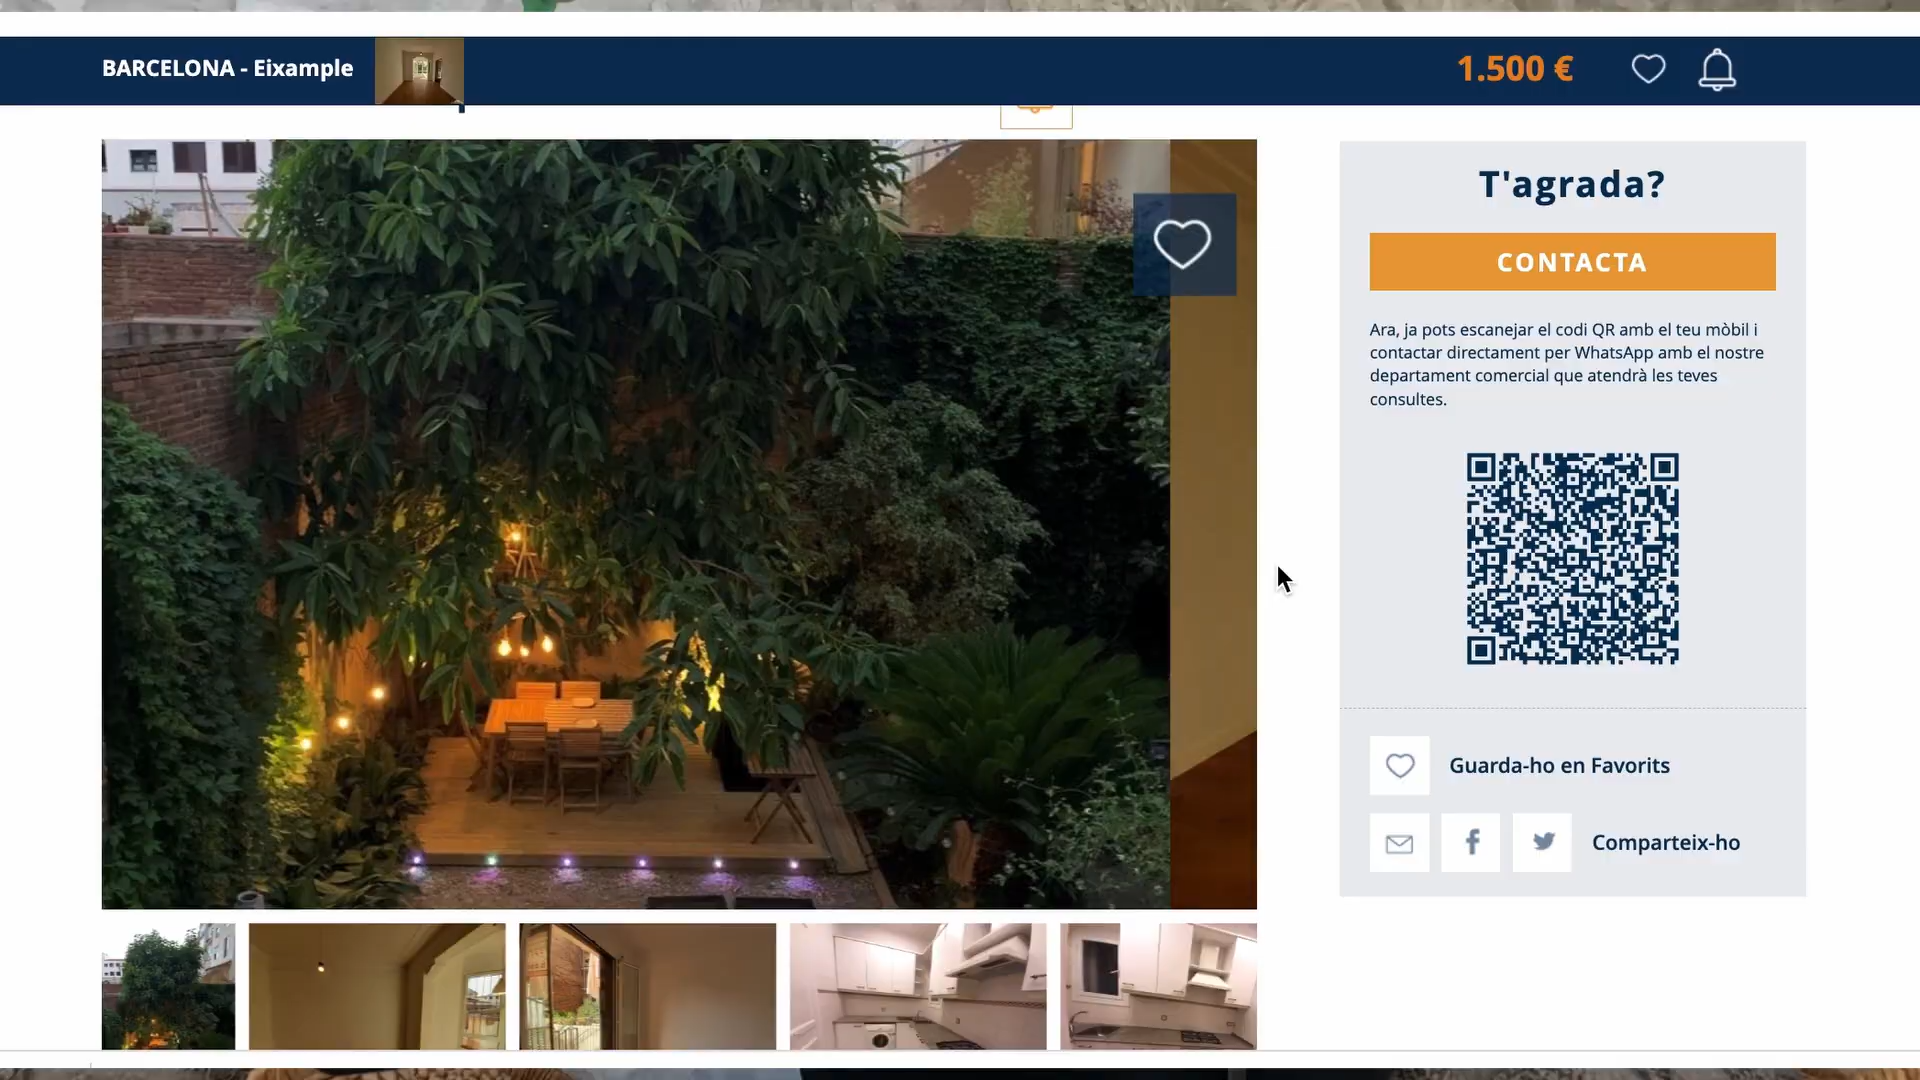 BARCELONA - Eixample
1.500 €
T'agrada?
CONTACTA
Ara, ja pots escanejar el codi QR amb el teu mòbil i
contactar directament per WhatsApp amb el nostre
departament comercial que atendrà les teves
consultes.
Guarda-ho en Favorits
Comparteix-ho